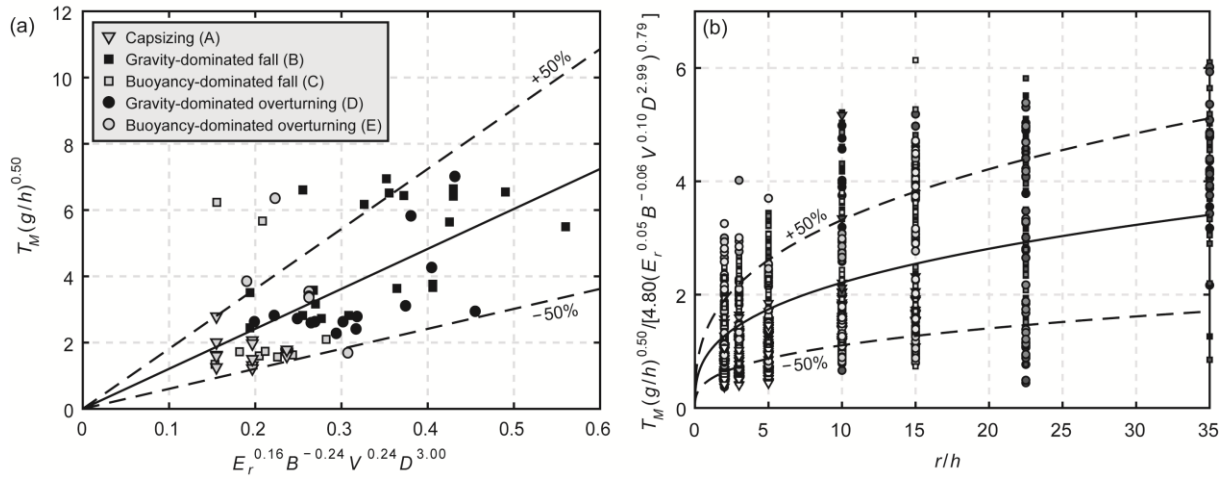 (a)
Capsizing (A)
Gravity-dominated fall (B)
Buoyancy-dominated fall (C)
Gravity-dominated overturning (D)
Buoyancy-dominated overturning (E)
+50%
−50%
12
10
8
6
4
2
0
T_M(g/h)^0.50
0 0.1 0.2 0.3 0.4 0.5 0.6
E_r^0.16 B^−0.24 V^0.24 D^3.00
(b)
+50%
−50%
6
4
2
0
T_M(g/h)^0.50/[4.80(E_r^0.05 B^−0.06 V^0.10 D^2.99)^0.79]
0 5 10 15 20 25 30 35
r/h